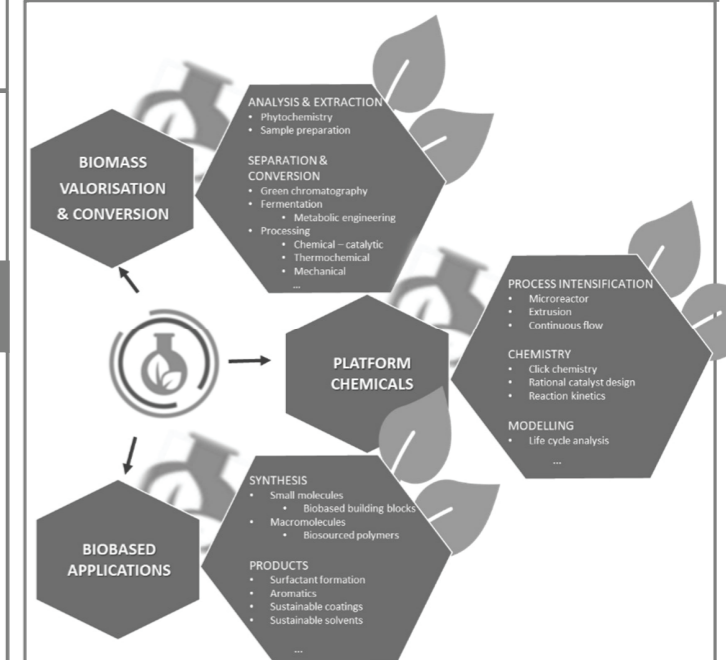 BIOMASS
VALORISATION
& CONVERSION
ANALYSIS & EXTRACTION
• Phytochemistry
• Sample preparation
SEPARATION &
CONVERSION
• Green chromatography
• Fermentation
• Metabolic engineering
• Processing
• Chemical – catalytic
• Thermochemical
• Mechanical
...
PLATFORM
CHEMICALS
PROCESS INTENSIFICATION
• Microreactor
• Extrusion
• Continuous flow
CHEMISTRY
• Click chemistry
• Rational catalyst design
• Reaction kinetics
MODELLING
• Life cycle analysis
...
BIOBASED
APPLICATIONS
SYNTHESIS
• Small molecules
• Biobased building blocks
• Macromolecules
• Biosourced polymers
PRODUCTS
• Surfactant formation
• Aromatics
• Sustainable coatings
• Sustainable solvents
...